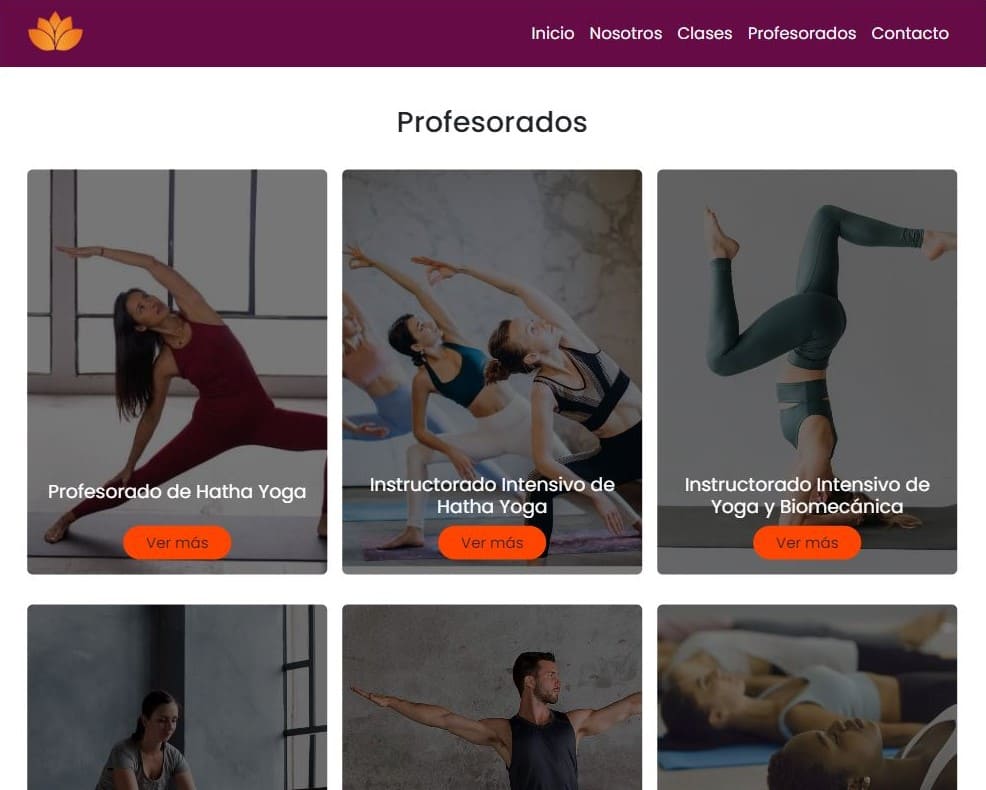 Inicio Nosotros Clases Profesorados Contacto
Profesorados
Profesorado de Hatha Yoga
Ver más
Instructorado Intensivo de
Hatha Yoga
Ver más
Instructorado Intensivo de
Yoga y Biomecánica
Ver más